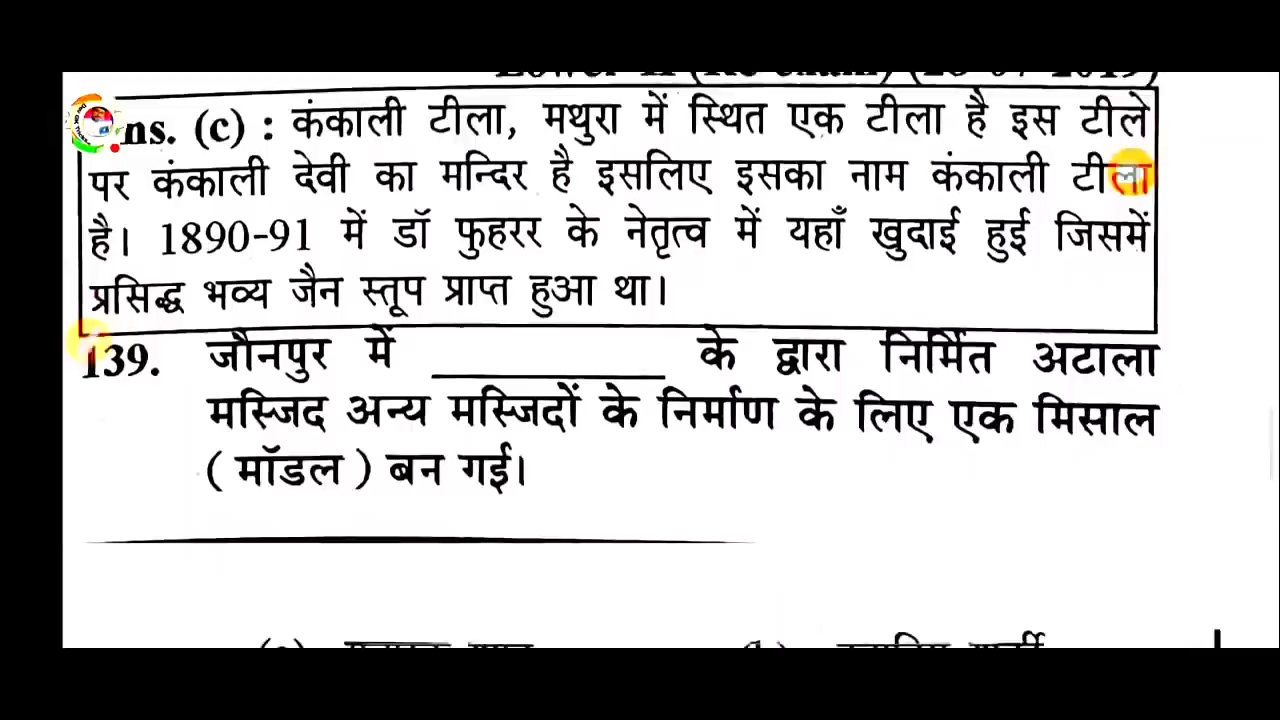 ns. (c) : कंकाली टीला, मथुरा में स्थित एक टीला है इस टीले
पर कंकाली देवी का मन्दिर है इसलिए इसका नाम कंकाली टीला
है। 1890-91 में डॉ फुहरर के नेतृत्व में यहाँ खुदाई हुई जिसमें
प्रसिद्ध भव्य जैन स्तूप प्राप्त हुआ था।
139. जौनपुर में __________ के द्वारा निर्मित अटाला
मस्जिद अन्य मस्जिदों के निर्माण के लिए एक मिसाल
(मॉडल) बन गई।